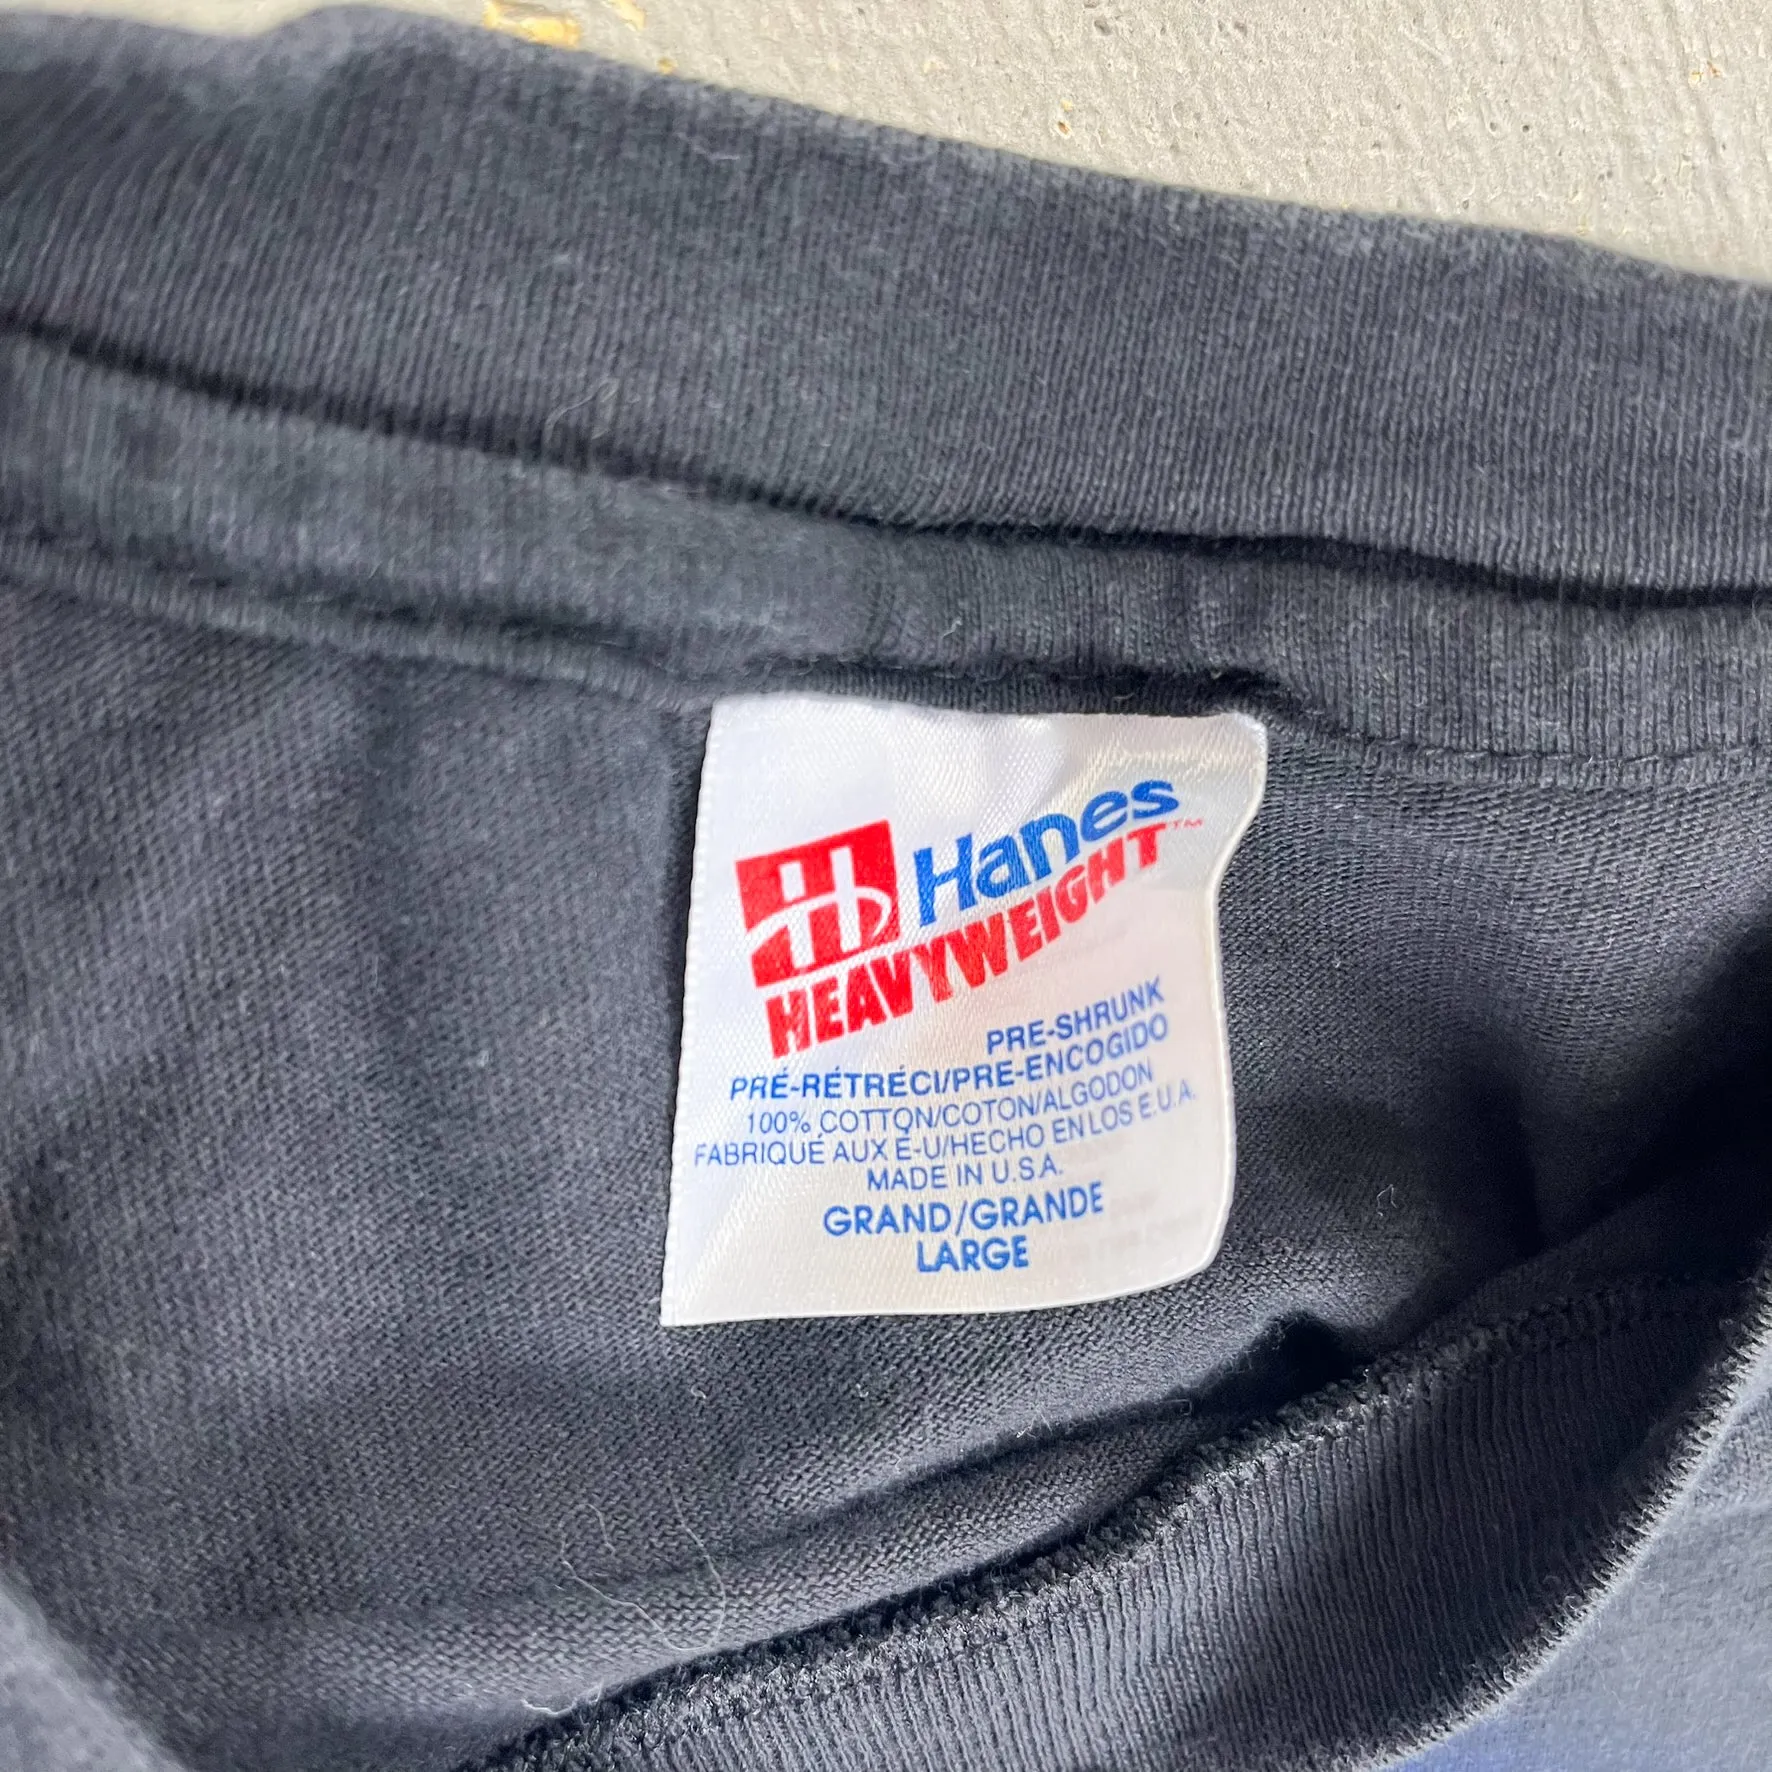 Hanes
HEAVYWEIGHT™
PRE-SHRUNK
PRÉ-RÉTRÉCI/PRE-ENCOGIDO
100% COTTON/COTON/ALGODON
FABRIQUÉ AUX É-U/HECHO EN LOS E.U.A.
MADE IN U.S.A.
GRAND/GRANDE
LARGE